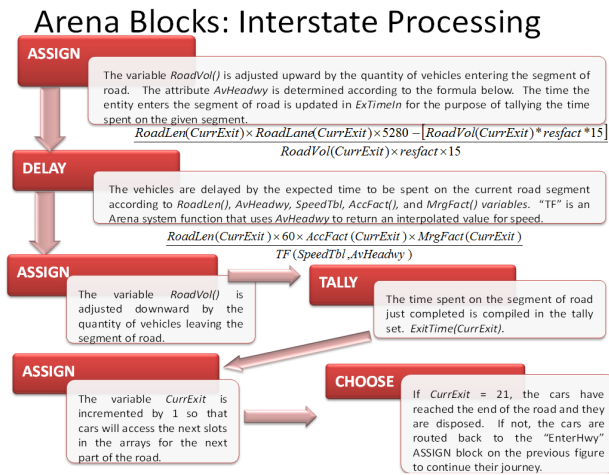 Arena Blocks: Interstate Processing
ASSIGN
The variable RoadVol() is adjusted upward by the quantity of vehicles entering the segment of
road. The attribute AvHeadwy is determined according to the formula below. The time the
entity enters the segment of road is updated in ExTimeIn for the purpose of tallying the time
spent on the given segment.
RoadLen(CurrExit)×RoadLane(CurrExit)×5280−[RoadVol(CurrExit)*resfact*15]
RoadVol(CurrExit)×resfact×15
DELAY
The vehicles are delayed by the expected time to be spent on the current road segment
according to RoadLen(), AvHeadwy, SpeedTbl, AccFact(), and MrgFact() variables. “TF” is an
Arena system function that uses AvHeadwy to return an interpolated value for speed.
RoadLen(CurrExit)×60×AccFact(CurrExit)×MrgFact(CurrExit)
TF(SpeedTbl,AvHeadwy)
ASSIGN
The variable RoadVol() is
adjusted downward by the
quantity of vehicles leaving the
segment of road.
TALLY
The time spent on the segment of road
just completed is compiled in the tally
set. ExitTime(CurrExit).
ASSIGN
The variable CurrExit is
incremented by 1 so that
cars will access the next slots
in the arrays for the next
part of the road.
CHOOSE
If CurrExit = 21, the cars have
reached the end of the road and they
are disposed. If not, the cars are
routed back to the “EnterHwy”
ASSIGN block on the previous figure
to continue their journey.